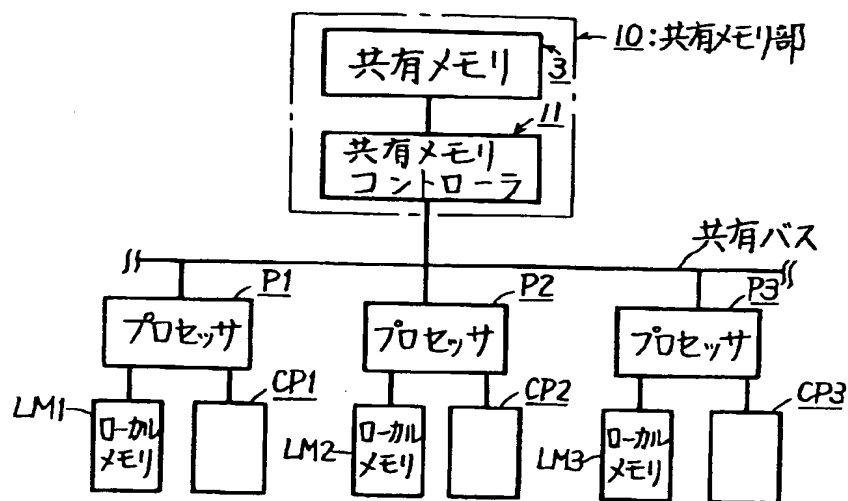 10:共有メモリ部
共有メモリ
3
11
共有メモリ
コントローラ
共有バス
P1
P2
P3
プロセッサ
プロセッサ
プロセッサ
LM1
ローカル
メモリ
CP1
LM2
ローカル
メモリ
CP2
LM3
ローカル
メモリ
CP3